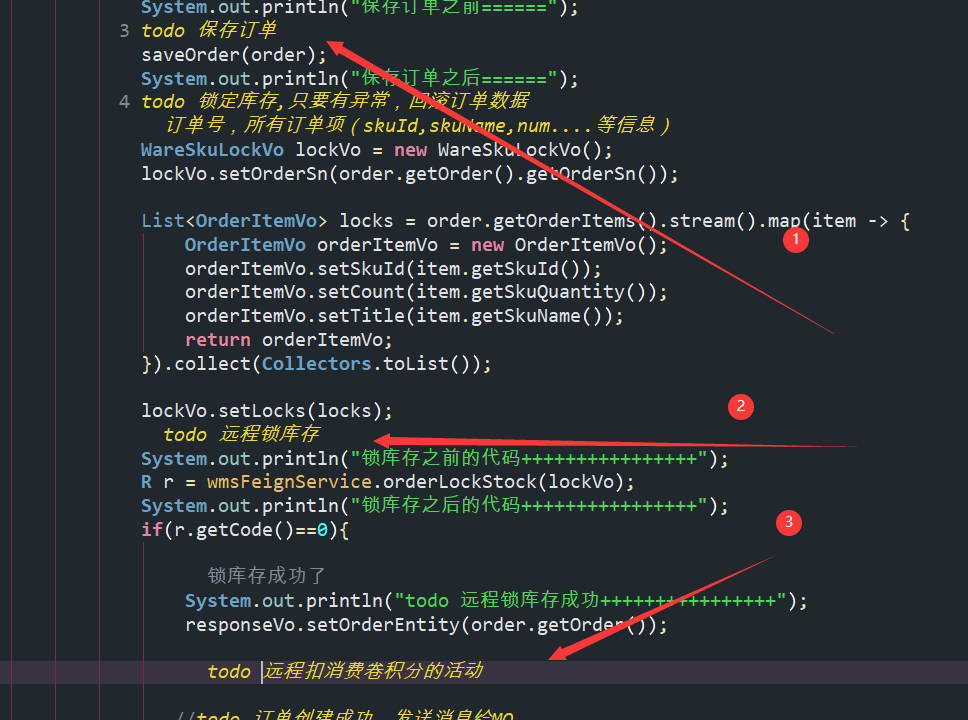 System.out.println("保存订单之前======");
3 todo 保存订单
saveOrder(order);
System.out.println("保存订单之后======");
4 todo 锁定库存,只要有异常，回滚订单数据
订单号，所有订单项（skuId,skuName,num....等信息）
WareSkuLockVo lockVo = new WareSkuLockVo();
lockVo.setOrderSn(order.getOrder().getOrderSn());
List<OrderItemVo> locks = order.getOrderItems().stream().map(item -> {
1
OrderItemVo orderItemVo = new OrderItemVo();
orderItemVo.setSkuId(item.getSkuId());
orderItemVo.setCount(item.getSkuQuantity());
orderItemVo.setTitle(item.getSkuName());
return orderItemVo;
}).collect(Collectors.toList());
2
lockVo.setLocks(locks);
todo 远程锁库存
System.out.println("锁库存之前的代码++++++++++++++++");
R r = wmsFeignService.orderLockStock(lockVo);
System.out.println("锁库存之后的代码++++++++++++++++");
3
if(r.getCode()==0){
锁库存成功了
System.out.println("todo 远程锁库存成功++++++++++++++++");
responseVo.setOrderEntity(order.getOrder());
todo 远程扣消费卷积分的活动
//todo 订单创建成功，发送消息给MQ